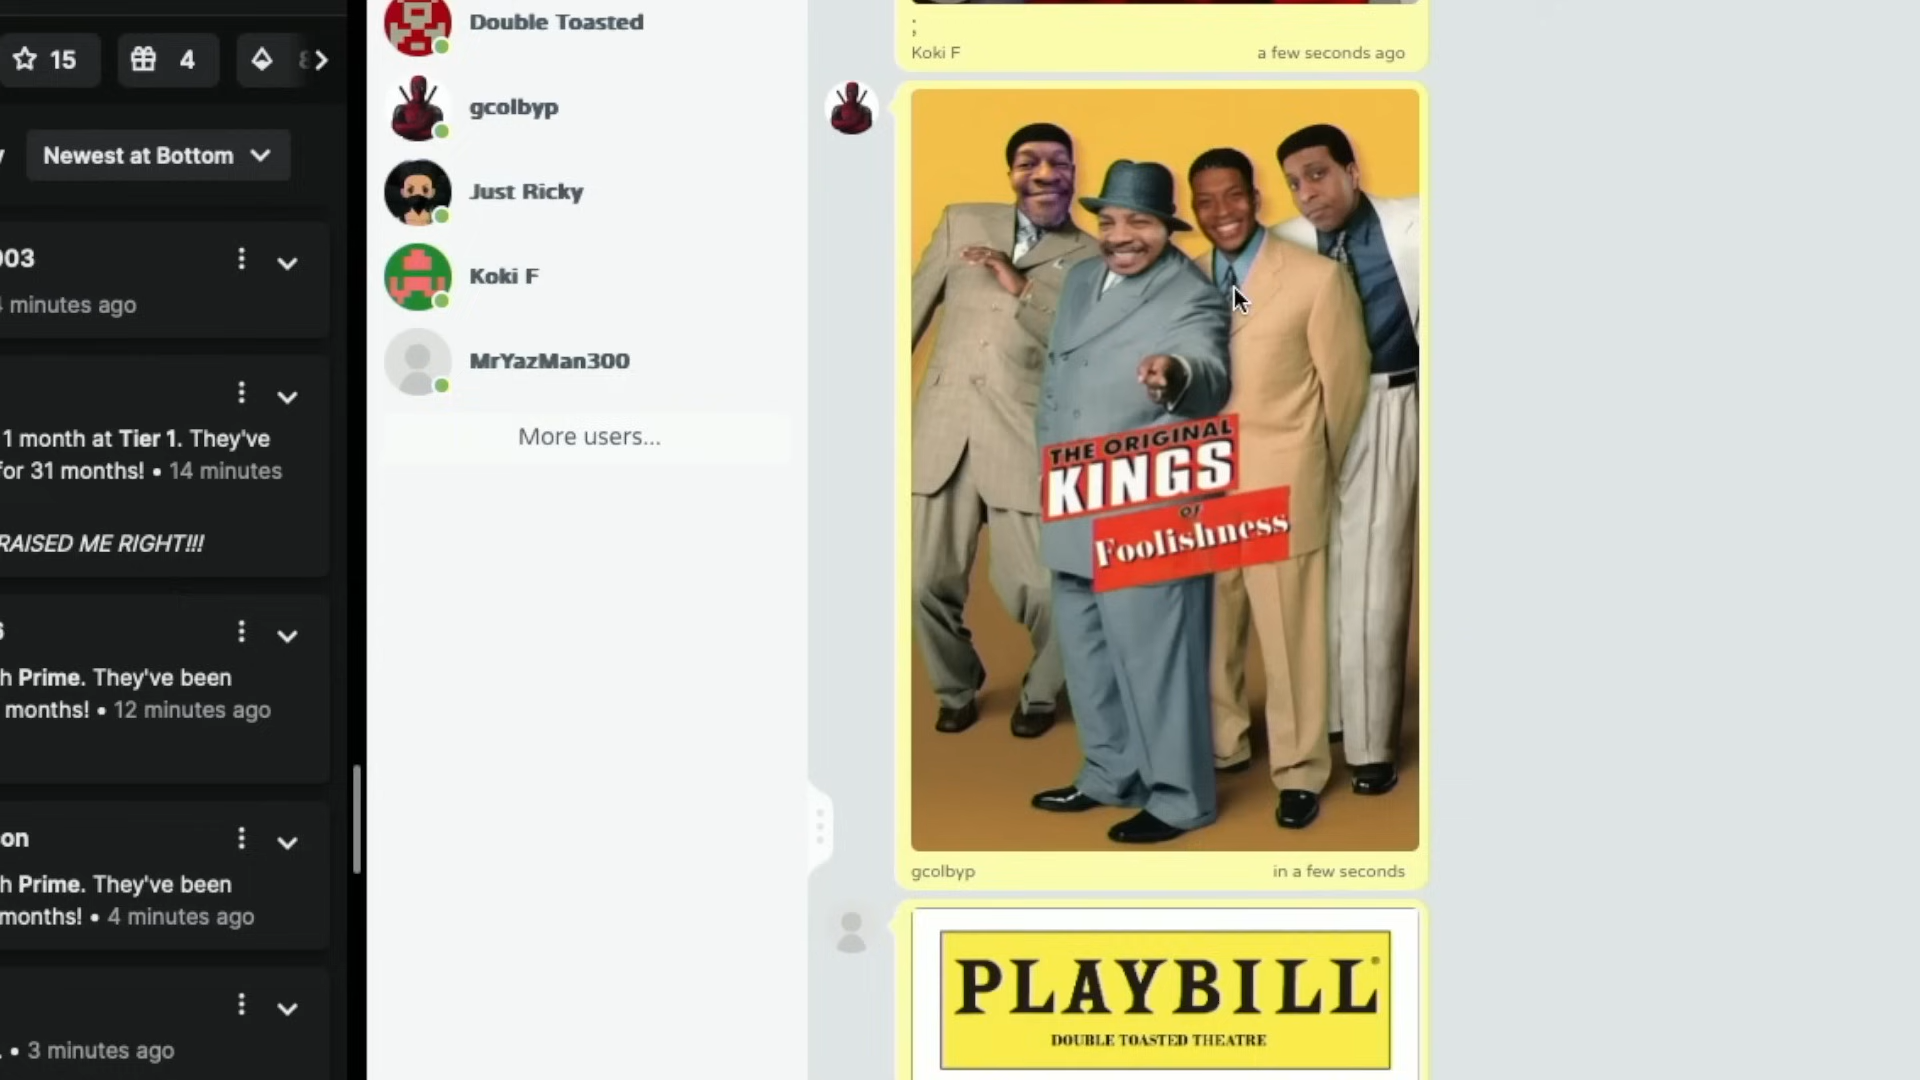 15
4
Newest at Bottom
003
minutes ago
1 month at Tier 1. They've
for 31 months! • 14 minutes
RAISED ME RIGHT!!!
6
h Prime. They've been
months! • 12 minutes ago
on
h Prime. They've been
months! • 4 minutes ago
. • 3 minutes ago
Double Toasted
gcolbyp
Just Ricky
Koki F
MrYazMan300
More users...
;
Koki F
a few seconds ago
THE ORIGINAL
KINGS
OF
Foolishness
gcolbyp
in a few seconds
PLAYBILL®
DOUBLE TOASTED THEATRE